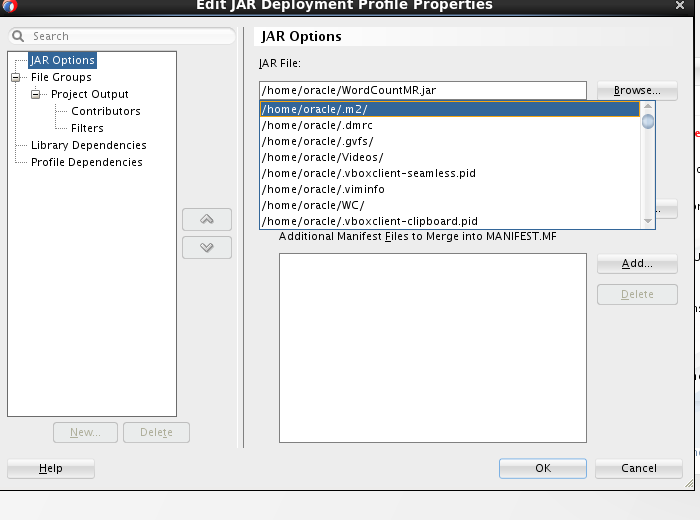 Edit JAR Deployment Profile Properties
Search
JAR Options
File Groups
Project Output
Contributors
Filters
Library Dependencies
Profile Dependencies
New...
Delete
JAR Options
JAR File:
/home/oracle/WordCountMR.jar
Browse...
/home/oracle/.m2/
/home/oracle/.dmrc
/home/oracle/.gvfs/
/home/oracle/Videos/
/home/oracle/.vboxclient-seamless.pid
/home/oracle/.viminfo
/home/oracle/WC/
/home/oracle/.vboxclient-clipboard.pid
Additional Manifest Files to Merge into MANIFEST.MF
Add...
Delete
Help
OK
Cancel